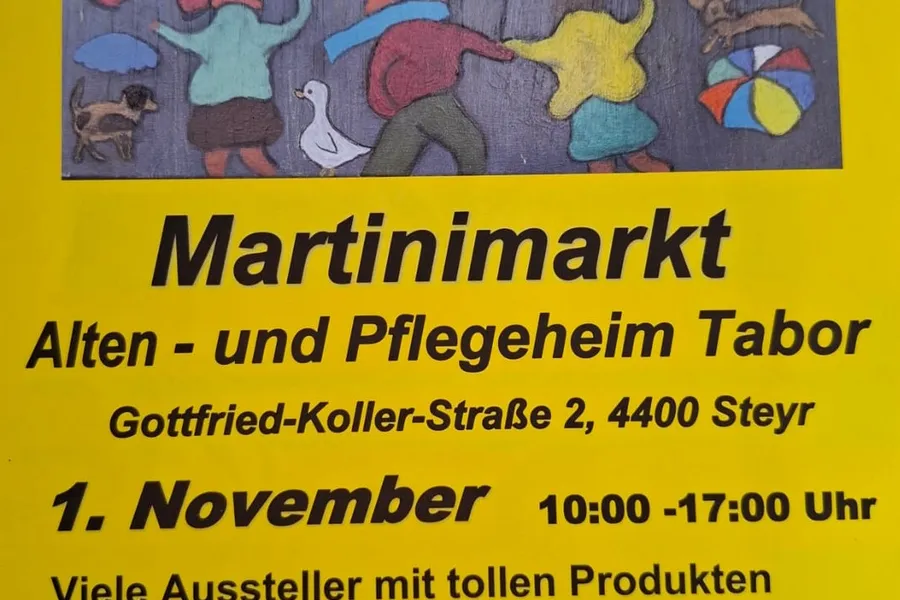 Martinimarkt
Alten - und Pflegeheim Tabor
Gottfried-Koller-Straße 2, 4400 Steyr
1. November 10:00 -17:00 Uhr
Viele Aussteller mit tollen Produkten